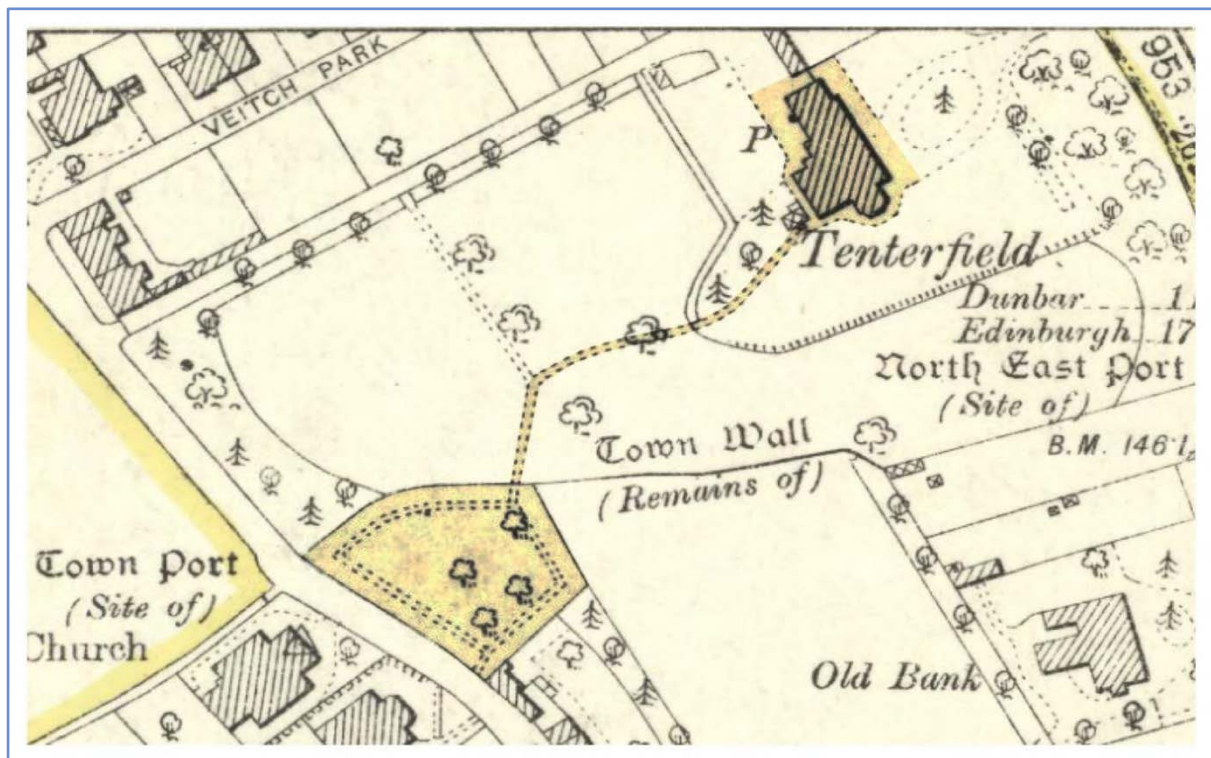 VEITCH PARK
953
P
Tenterfield
Dunbar
Edinburgh 17
North East Port
(Site of)
B.M. 146·1
Town Wall
(Remains of)
Town Port
(Site of)
Church
Old Bank